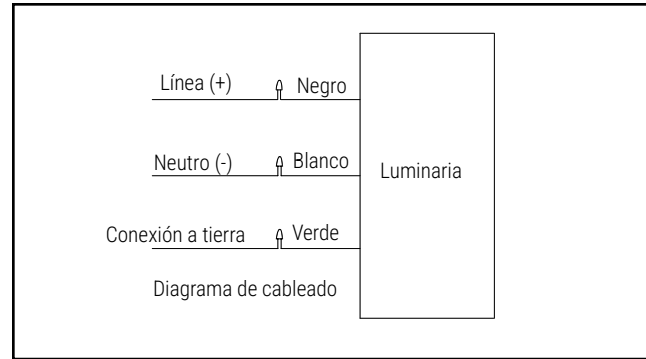 Línea (+) Negro
Neutro (-) Blanco
Luminaria
Conexión a tierra Verde
Diagrama de cableado